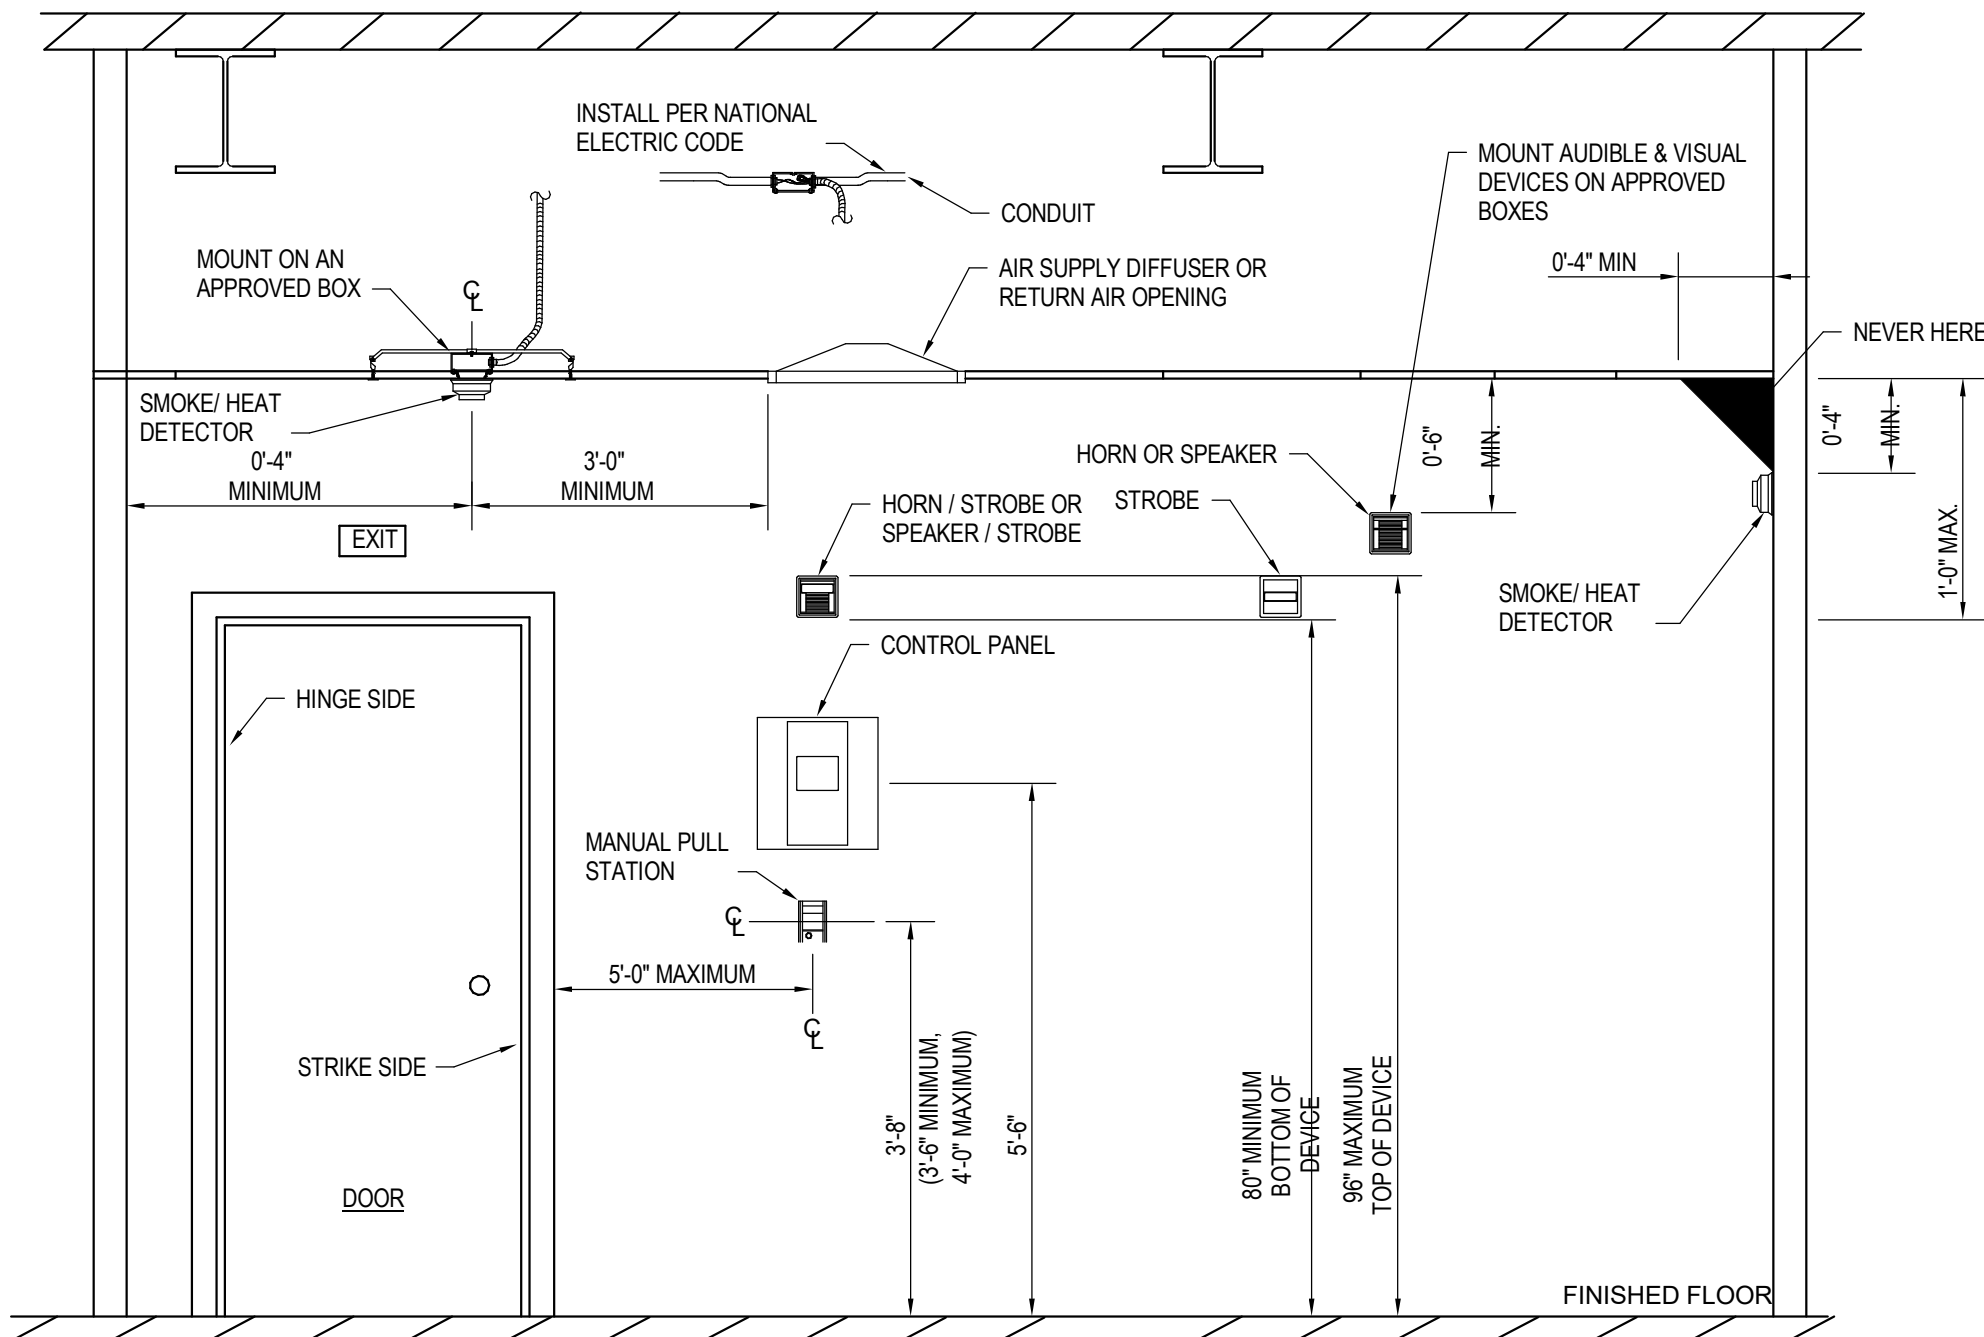 INSTALL PER NATIONAL
ELECTRIC CODE
MOUNT AUDIBLE & VISUAL
DEVICES ON APPROVED
BOXES
CONDUIT
MOUNT ON AN
APPROVED BOX
℄
AIR SUPPLY DIFFUSER OR
RETURN AIR OPENING
0'-4" MIN
NEVER HERE
SMOKE/ HEAT
DETECTOR
0'-4"
MINIMUM
3'-0"
MINIMUM
HORN OR SPEAKER
0'-6"
MIN.
0'-4"
MIN.
1'-0" MAX.
EXIT
HORN / STROBE OR
SPEAKER / STROBE
STROBE
SMOKE/ HEAT
DETECTOR
CONTROL PANEL
HINGE SIDE
MANUAL PULL
STATION
℄
5'-0" MAXIMUM
℄
STRIKE SIDE
3'-8"
(3'-6" MINIMUM,
4'-0" MAXIMUM)
5'-6"
80" MINIMUM
BOTTOM OF
DEVICE
96" MAXIMUM
TOP OF DEVICE
DOOR
FINISHED FLOOR